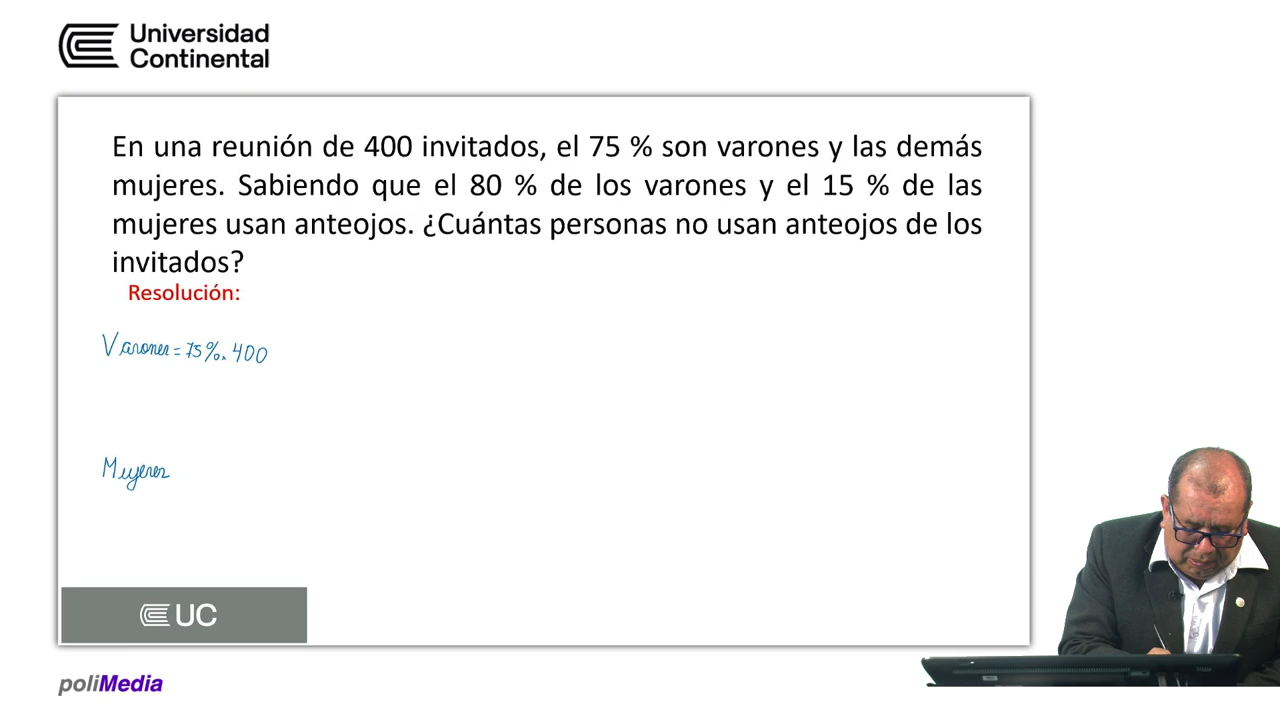 Universidad
Continental
En una reunión de 400 invitados, el 75 % son varones y las demás
mujeres. Sabiendo que el 80 % de los varones y el 15 % de las
mujeres usan anteojos. ¿Cuántas personas no usan anteojos de los
invitados?
Resolución:
Varones = 75%. 400
Mujeres
UC
poliMedia